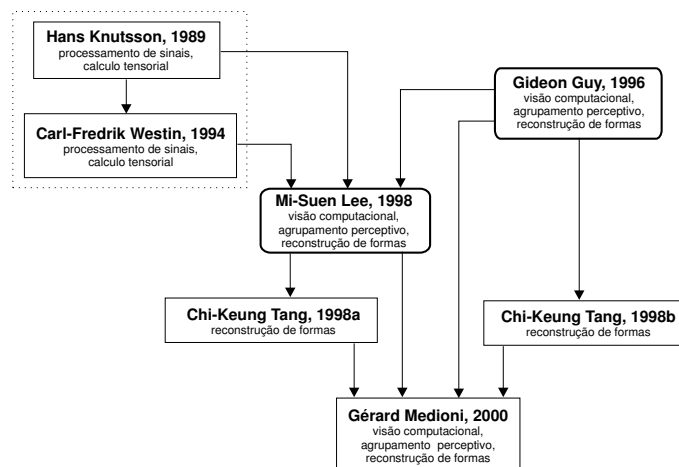 Hans Knutsson, 1989
processamento de sinais,
calculo tensorial
Gideon Guy, 1996
visão computacional,
agrupamento perceptivo,
reconstrução de formas
Carl-Fredrik Westin, 1994
processamento de sinais,
calculo tensorial
Mi-Suen Lee, 1998
visão computacional,
agrupamento perceptivo,
reconstrução de formas
Chi-Keung Tang, 1998a
reconstrução de formas
Chi-Keung Tang, 1998b
reconstrução de formas
Gérard Medioni, 2000
visão computacional,
agrupamento perceptivo,
reconstrução de formas